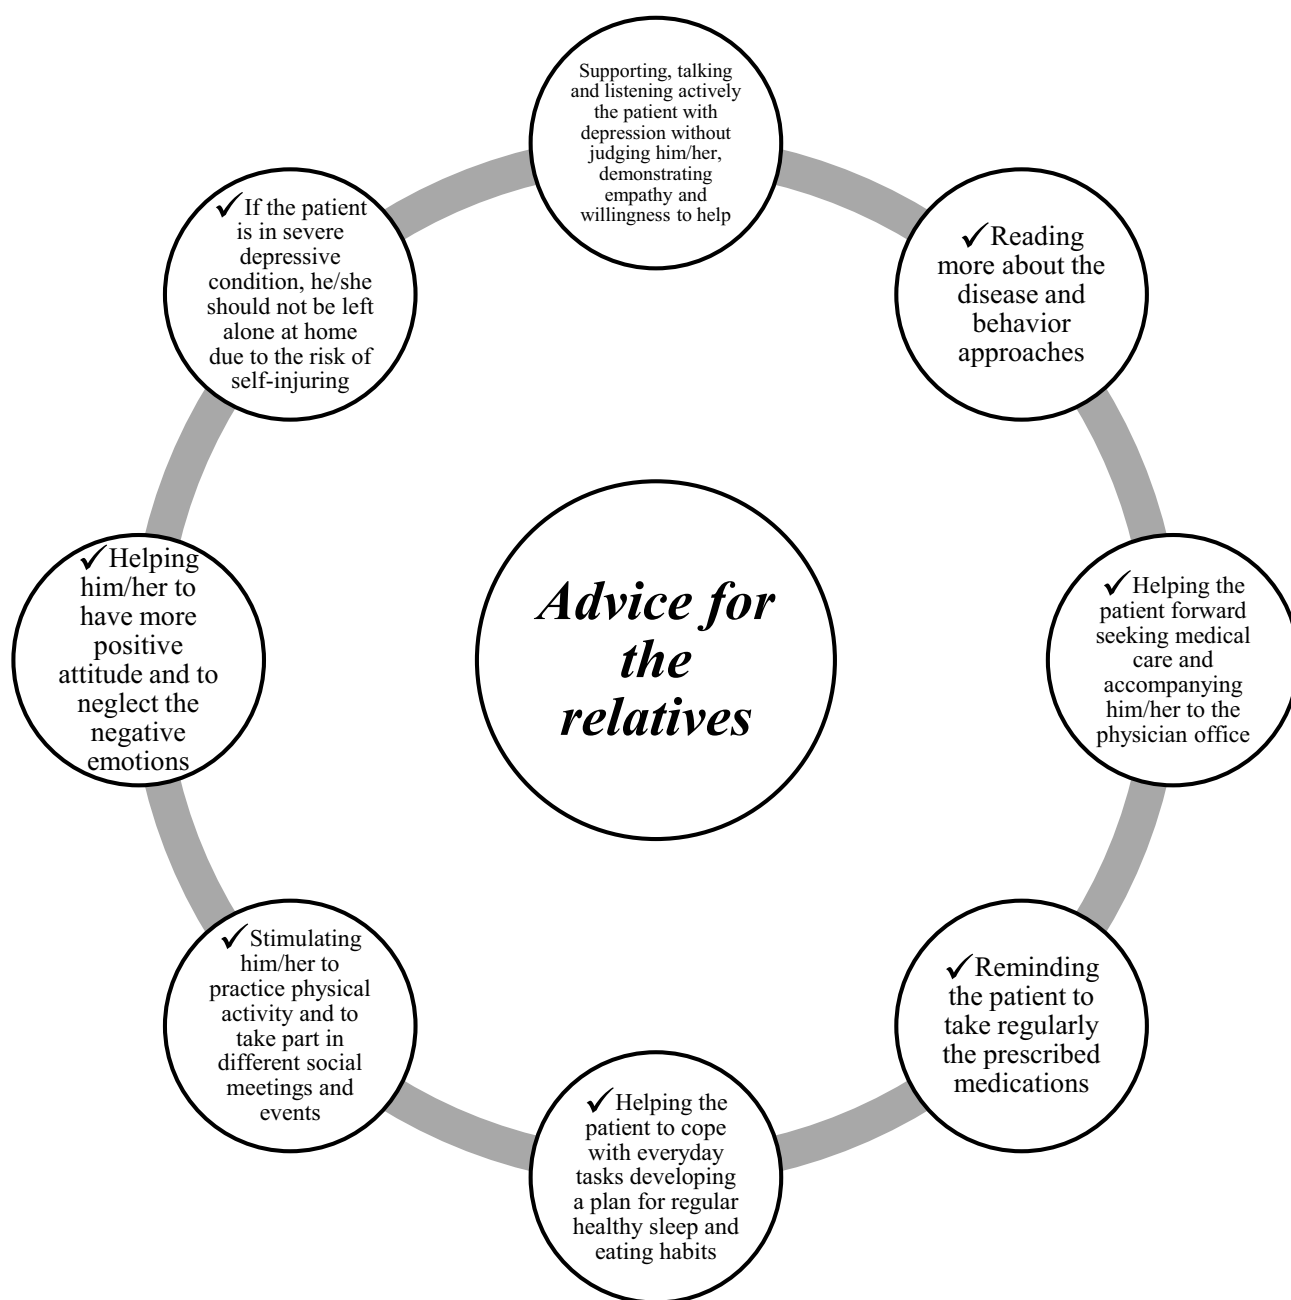 Supporting, talking
and listening actively
the patient with
depression without
judging him/her,
demonstrating
empathy and
willingness to help
✓Reading
more about the
disease and
behavior
approaches
✓Helping the
patient forward
seeking medical
care and
accompanying
him/her to the
physician office
✓Reminding
the patient to
take regularly
the prescribed
medications
✓Helping the
patient to cope
with everyday
tasks developing
a plan for regular
healthy sleep and
eating habits
✓Stimulating
him/her to
practice physical
activity and to
take part in
different social
meetings and
events
✓Helping
him/her to
have more
positive
attitude and to
neglect the
negative
emotions
✓If the patient
is in severe
depressive
condition, he/she
should not be left
alone at home
due to the risk of
self-injuring
Advice for
the
relatives